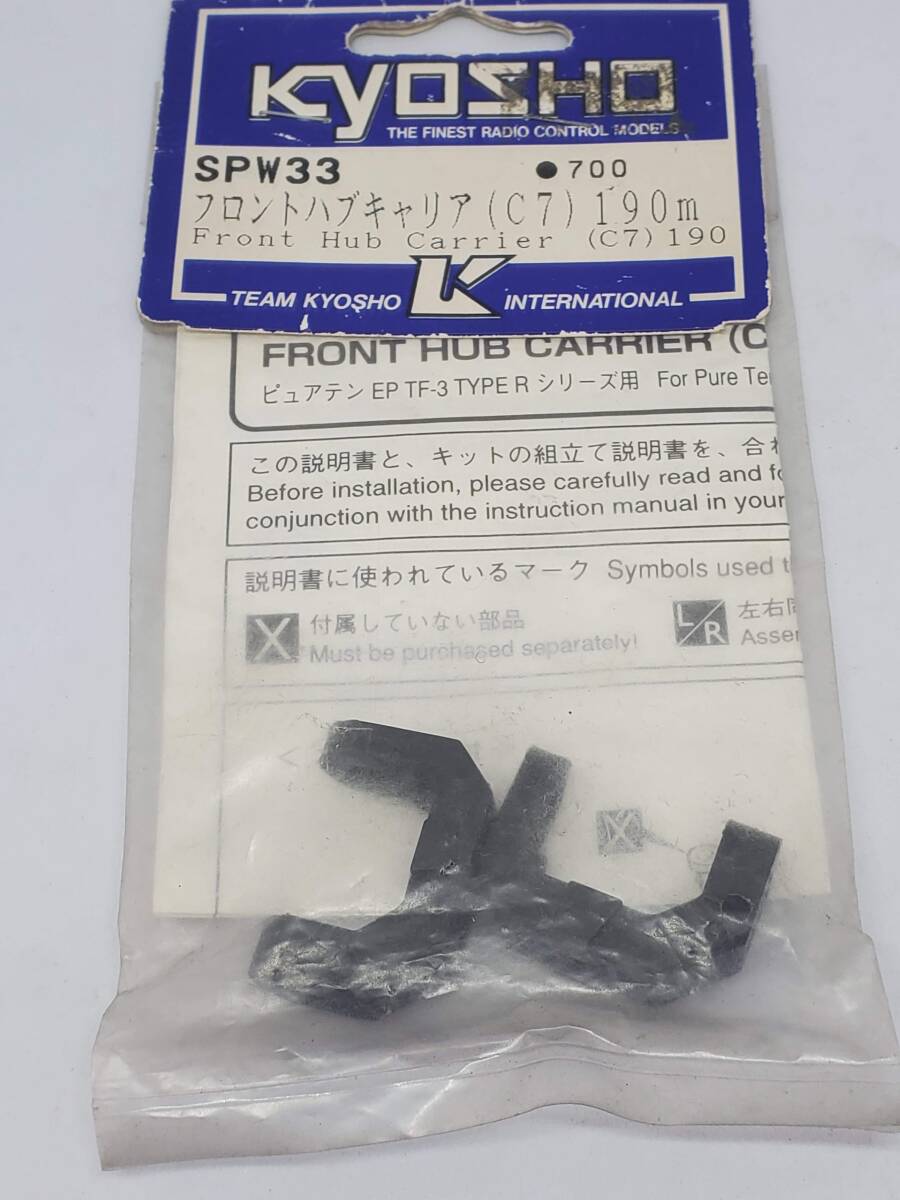 KYOSHO
THE FINEST RADIO CONTROL MODELS
SPW33 ●700
フロントハブキャリア(C7)190m
Front Hub Carrier (C7)190
TEAM KYOSHO INTERNATIONAL
FRONT HUB CARRIER (C
ピュアテン EP TF-3 TYPE R シリーズ用 For Pure Te
この説明書と、キットの組立て説明書を、合
Before installation, please carefully read and fo
conjunction with the instruction manual in your
説明書に使われているマーク Symbols used t
X 付属していない部品
Must be purchased separately!
L/R 左右同
Asse
X